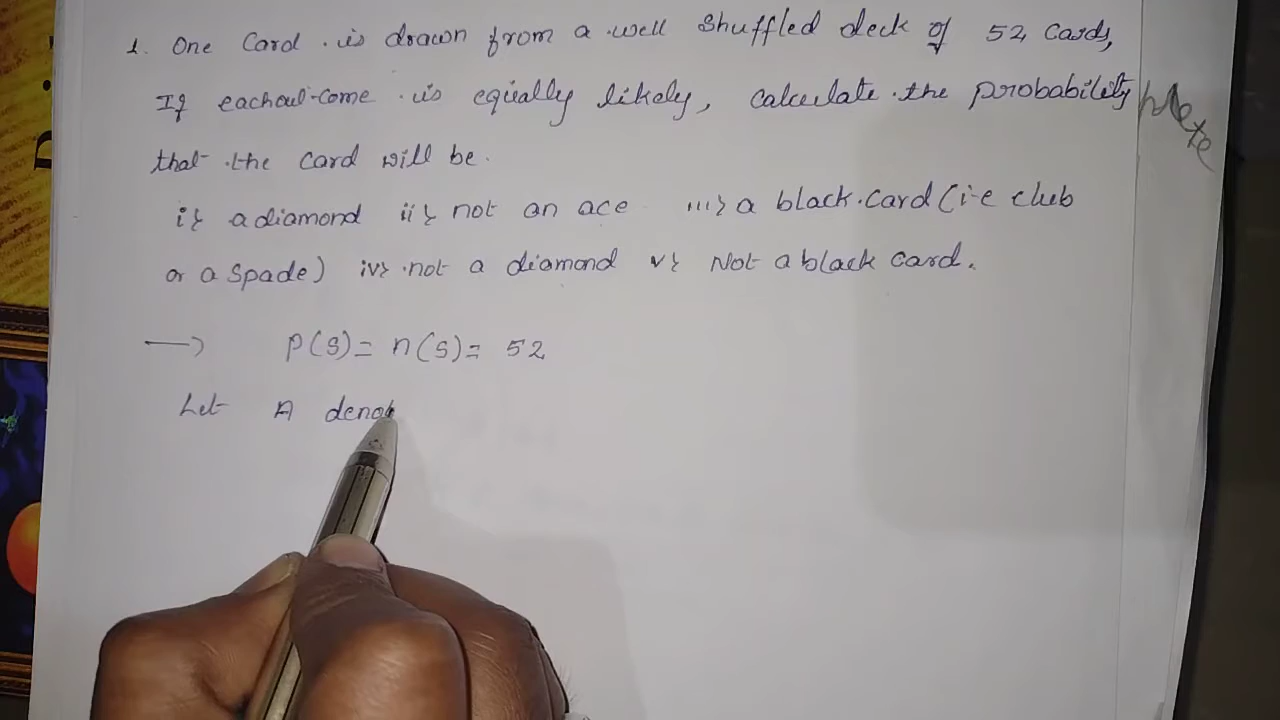 1. One Card is drawn from a well shuffled deck of 52 Cards,
If each out-come is equally likely, calculate the probability
that the card will be.
i} a diamond ii} not an ace iii} a black card (i-e club
or a spade) iv} not a diamond v} Not a black card.
→ P(S) = n(S) = 52
Let A denot